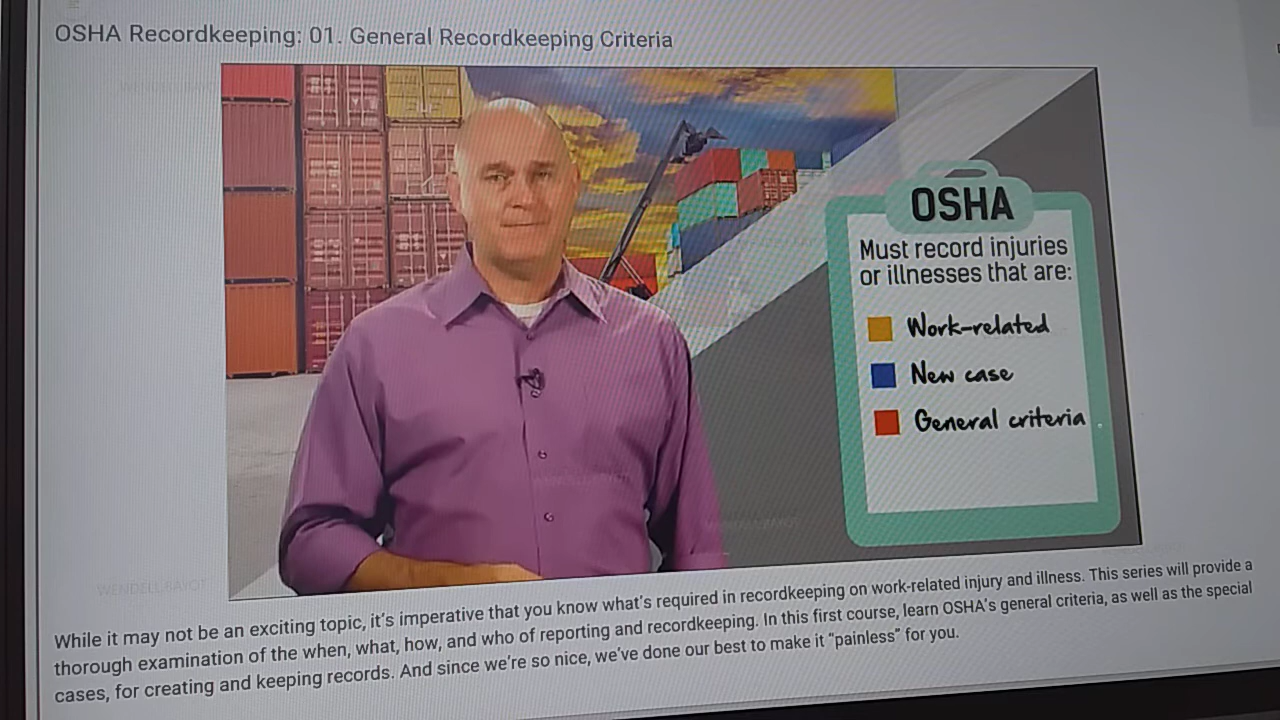 OSHA Recordkeeping: 01. General Recordkeeping Criteria
OSHA
Must record injuries
or illnesses that are:
Work-related
New case
General criteria
WENDELL.BAYOT
While it may not be an exciting topic, it's imperative that you know what's required in recordkeeping on work-related injury and illness. This series will provide a
thorough examination of the when, what, how, and who of reporting and recordkeeping. In this first course, learn OSHA's general criteria, as well as the special
cases, for creating and keeping records. And since we're so nice, we've done our best to make it "painless" for you.